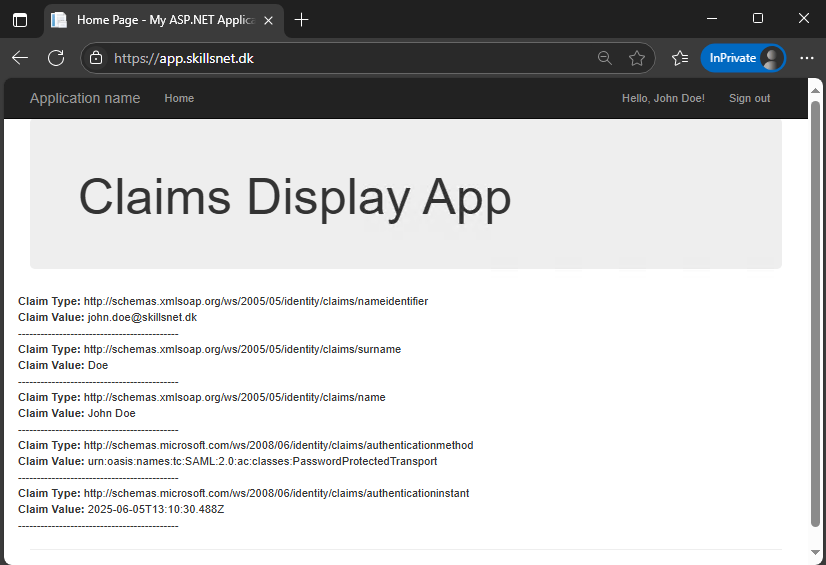 Home Page - My ASP.NET Applica
https://app.skillsnet.dk
InPrivate
Application name
Home
Hello, John Doe!
Sign out
Claims Display App
Claim Type: http://schemas.xmlsoap.org/ws/2005/05/identity/claims/nameidentifier
Claim Value: john.doe@skillsnet.dk
-------------------------------------------
Claim Type: http://schemas.xmlsoap.org/ws/2005/05/identity/claims/surname
Claim Value: Doe
-------------------------------------------
Claim Type: http://schemas.xmlsoap.org/ws/2005/05/identity/claims/name
Claim Value: John Doe
-------------------------------------------
Claim Type: http://schemas.microsoft.com/ws/2008/06/identity/claims/authenticationmethod
Claim Value: urn:oasis:names:tc:SAML:2.0:ac:classes:PasswordProtectedTransport
-------------------------------------------
Claim Type: http://schemas.microsoft.com/ws/2008/06/identity/claims/authenticationinstant
Claim Value: 2025-06-05T13:10:30.488Z
-------------------------------------------